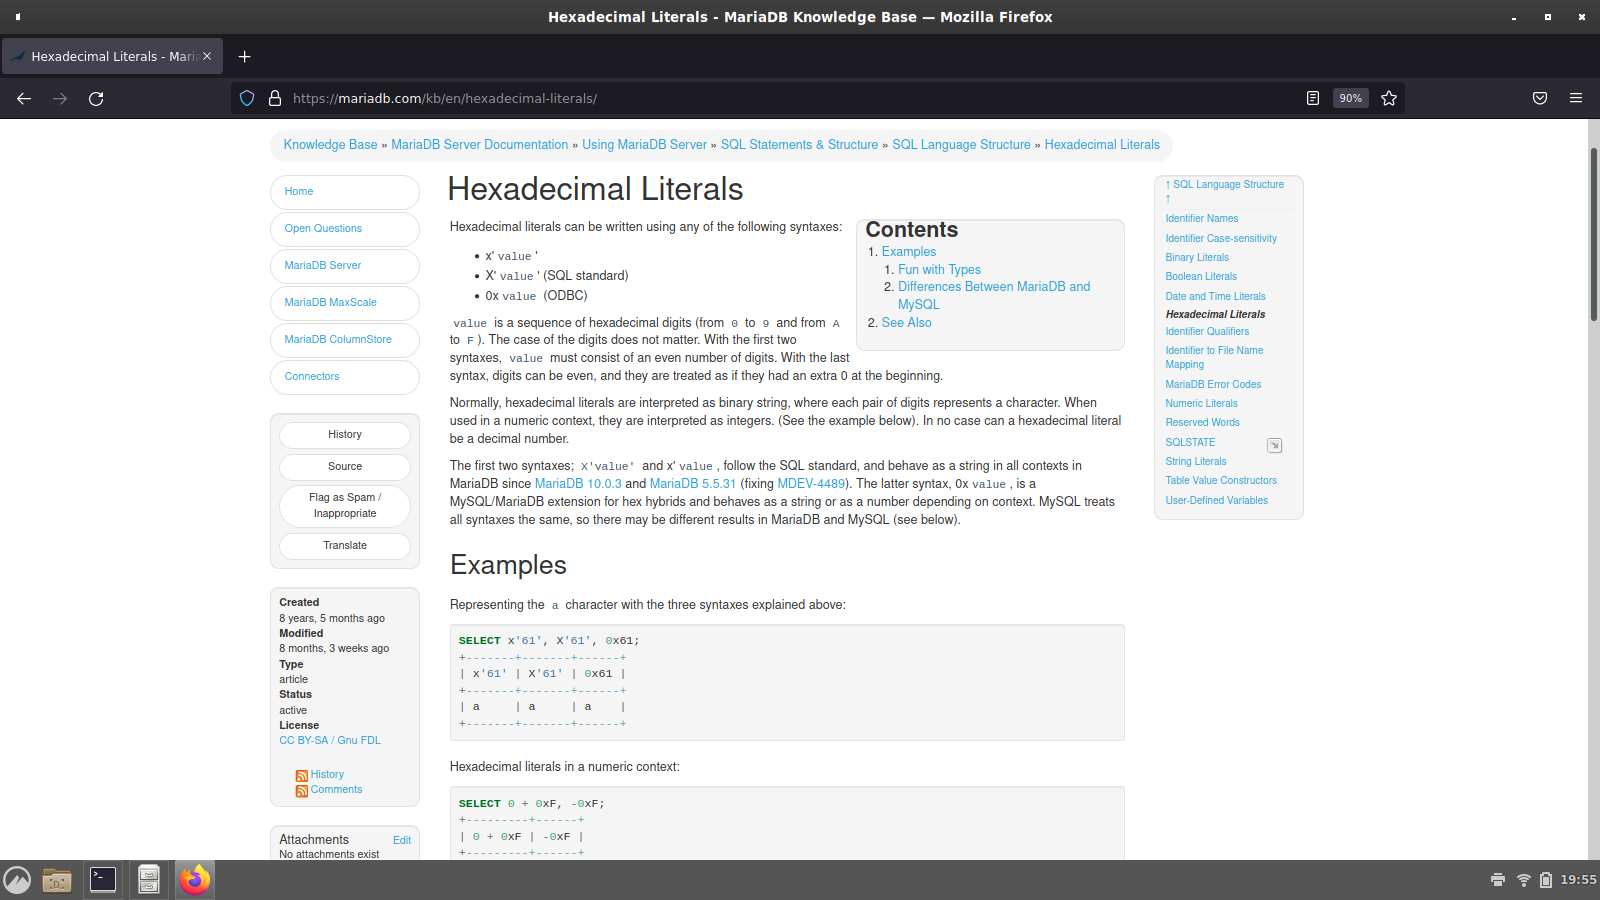 Hexadecimal Literals - MariaDB Knowledge Base — Mozilla Firefox
Hexadecimal Literals - Maria
https://mariadb.com/kb/en/hexadecimal-literals/
90%
Knowledge Base » MariaDB Server Documentation » Using MariaDB Server » SQL Statements & Structure » SQL Language Structure » Hexadecimal Literals
Home
Open Questions
MariaDB Server
MariaDB MaxScale
MariaDB ColumnStore
Connectors
History
Source
Flag as Spam /
Inappropriate
Translate
Created
8 years, 5 months ago
Modified
8 months, 3 weeks ago
Type
article
Status
active
License
CC BY-SA / Gnu FDL
History
Comments
Attachments Edit
No attachments exist
Hexadecimal Literals
Hexadecimal literals can be written using any of the following syntaxes:
• x'value'
• X'value' (SQL standard)
• 0xvalue (ODBC)
value is a sequence of hexadecimal digits (from 0 to 9 and from A
to F). The case of the digits does not matter. With the first two
syntaxes, value must consist of an even number of digits. With the last
syntax, digits can be even, and they are treated as if they had an extra 0 at the beginning.
Normally, hexadecimal literals are interpreted as binary string, where each pair of digits represents a character. When
used in a numeric context, they are interpreted as integers. (See the example below). In no case can a hexadecimal literal
be a decimal number.
The first two syntaxes; X'value' and x'value, follow the SQL standard, and behave as a string in all contexts in
MariaDB since MariaDB 10.0.3 and MariaDB 5.5.31 (fixing MDEV-4489). The latter syntax, 0xvalue, is a
MySQL/MariaDB extension for hex hybrids and behaves as a string or as a number depending on context. MySQL treats
all syntaxes the same, so there may be different results in MariaDB and MySQL (see below).
Contents
1. Examples
1. Fun with Types
2. Differences Between MariaDB and
MySQL
2. See Also
Examples
Representing the a character with the three syntaxes explained above:
SELECT x'61', X'61', 0x61;
+-------+-------+------+
| x'61' | X'61' | 0x61 |
+-------+-------+------+
| a     | a     | a    |
+-------+-------+------+
Hexadecimal literals in a numeric context:
SELECT 0 + 0xF, -0xF;
+---------+------+
| 0 + 0xF | -0xF |
+---------+------+
↑ SQL Language Structure
↑
Identifier Names
Identifier Case-sensitivity
Binary Literals
Boolean Literals
Date and Time Literals
Hexadecimal Literals
Identifier Qualifiers
Identifier to File Name
Mapping
MariaDB Error Codes
Numeric Literals
Reserved Words
SQLSTATE
String Literals
Table Value Constructors
User-Defined Variables
19:55